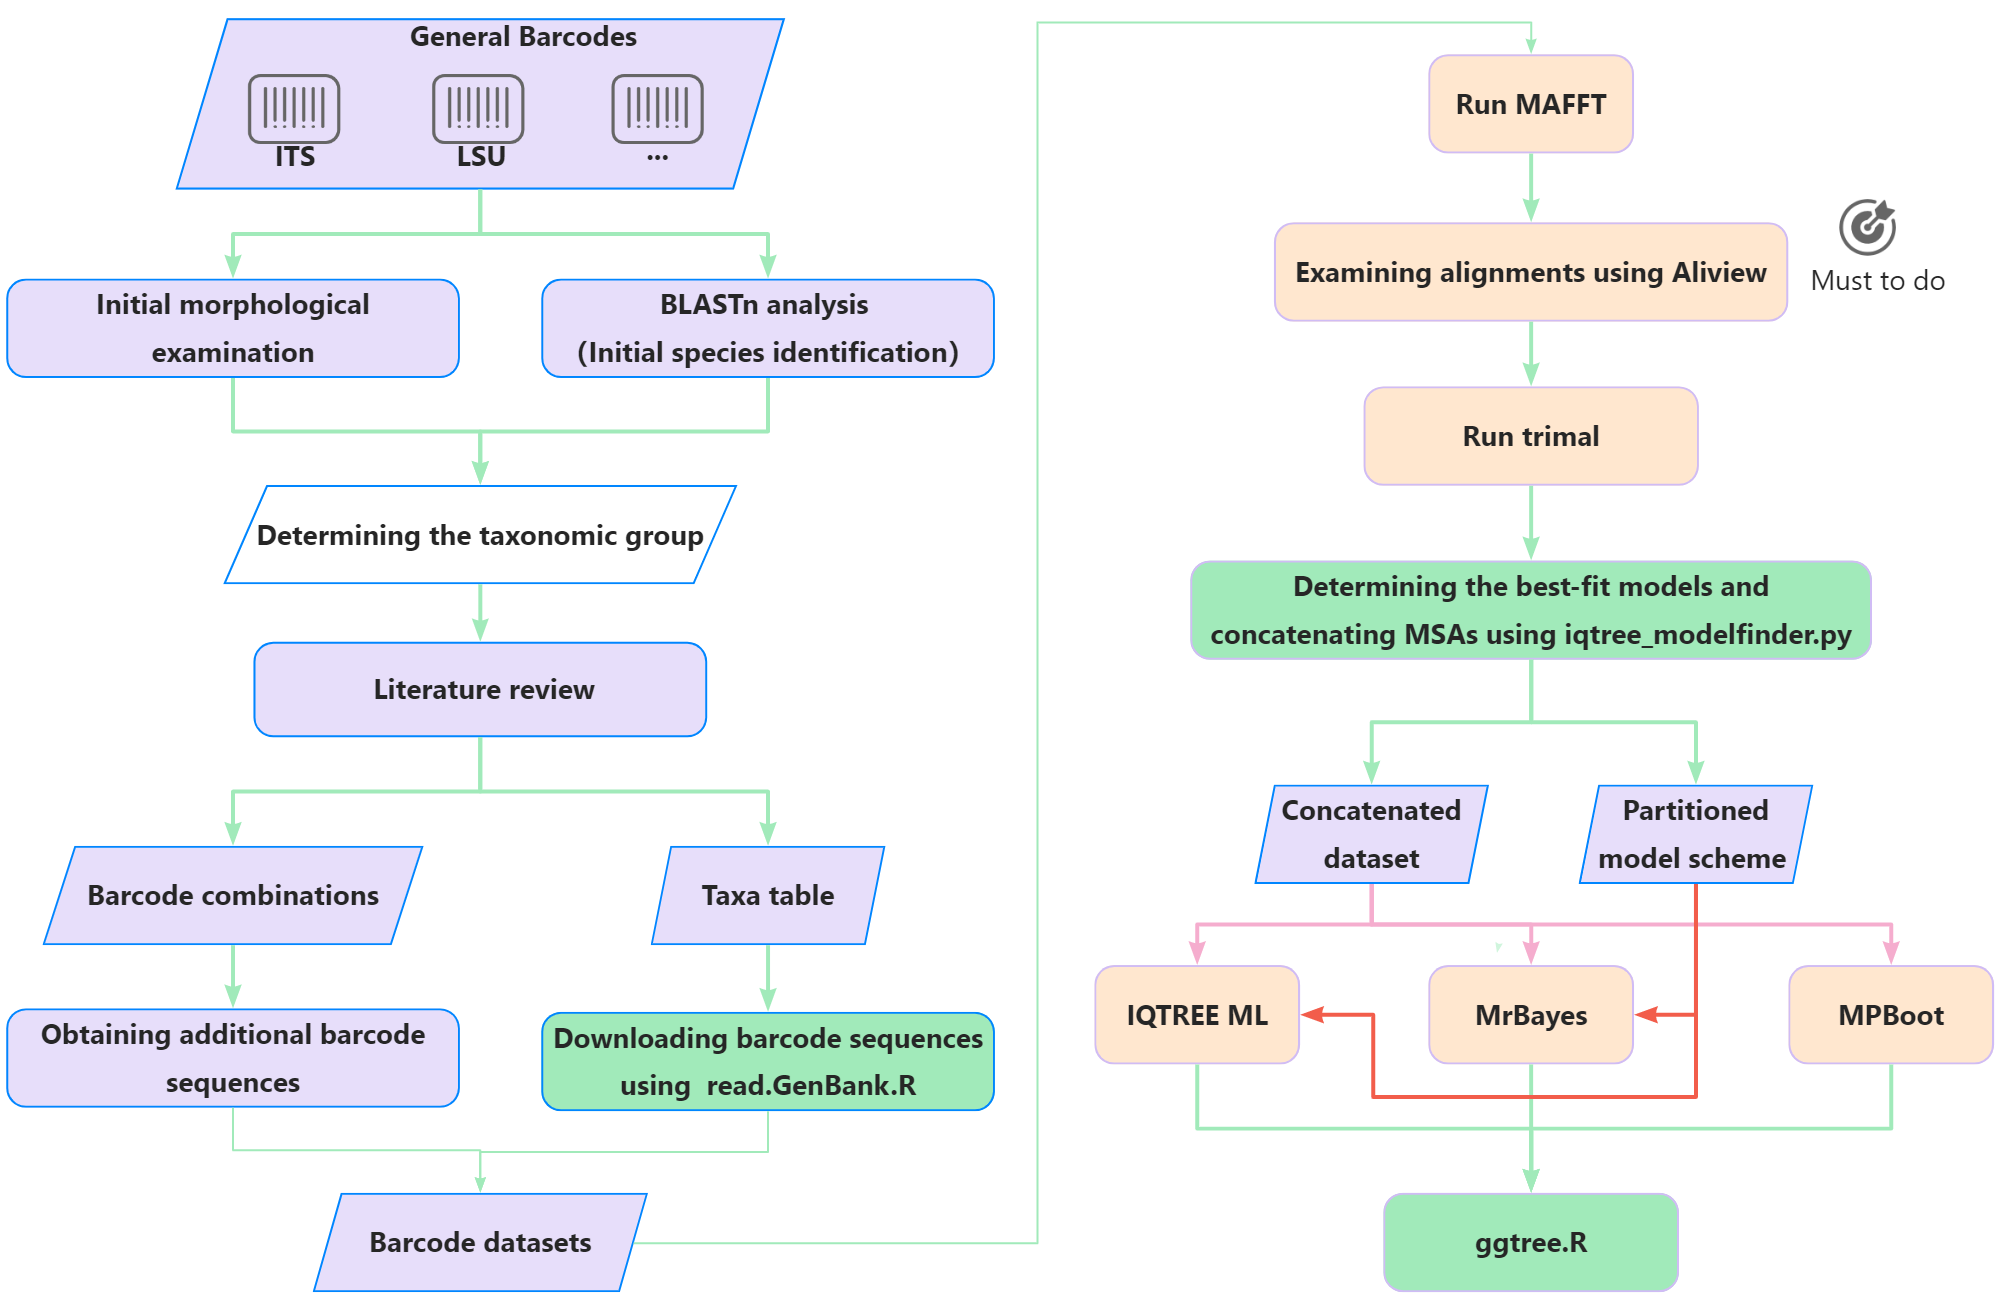 General Barcodes
ITS
LSU
...
Initial morphological
examination
BLASTn analysis
(Initial species identification)
Determining the taxonomic group
Literature review
Barcode combinations
Taxa table
Obtaining additional barcode
sequences
Downloading barcode sequences
using read.GenBank.R
Barcode datasets
Run MAFFT
Examining alignments using Aliview
Must to do
Run trimal
Determining the best-fit models and
concatenating MSAs using iqtree_modelfinder.py
Concatenated
dataset
Partitioned
model scheme
IQTREE ML
MrBayes
MPBoot
ggtree.R